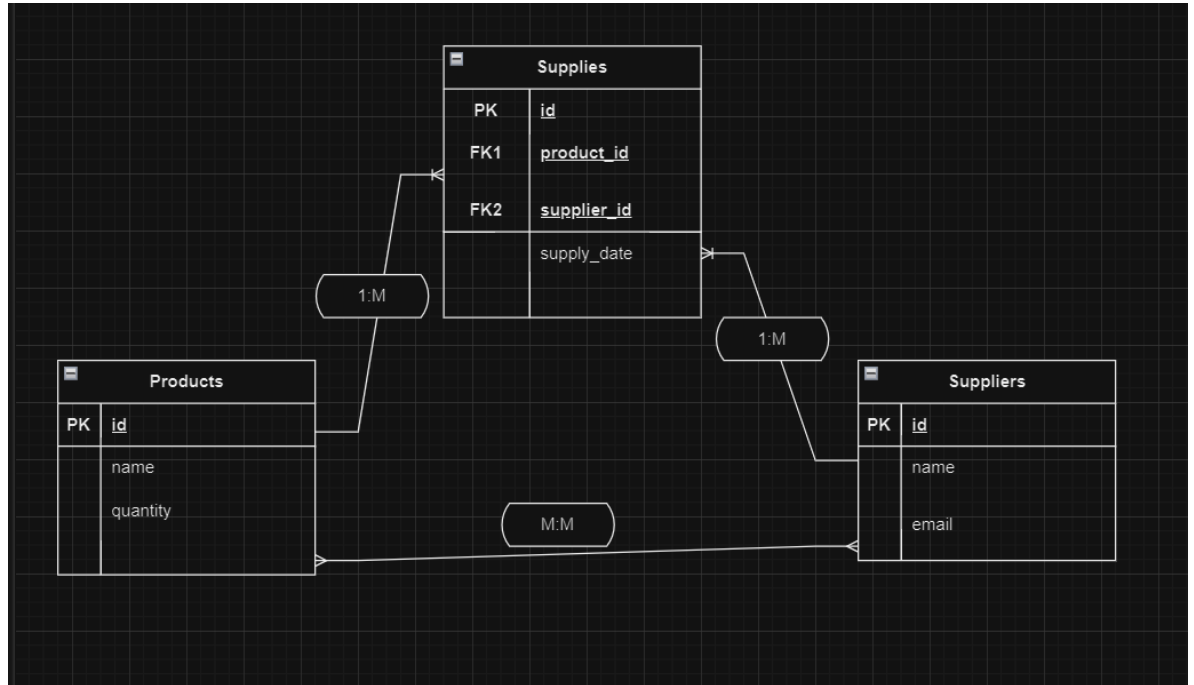 Supplies
PK id
FK1 product_id
FK2 supplier_id
supply_date
1:M
1:M
Products
PK id
name
quantity
Suppliers
PK id
name
email
M:M